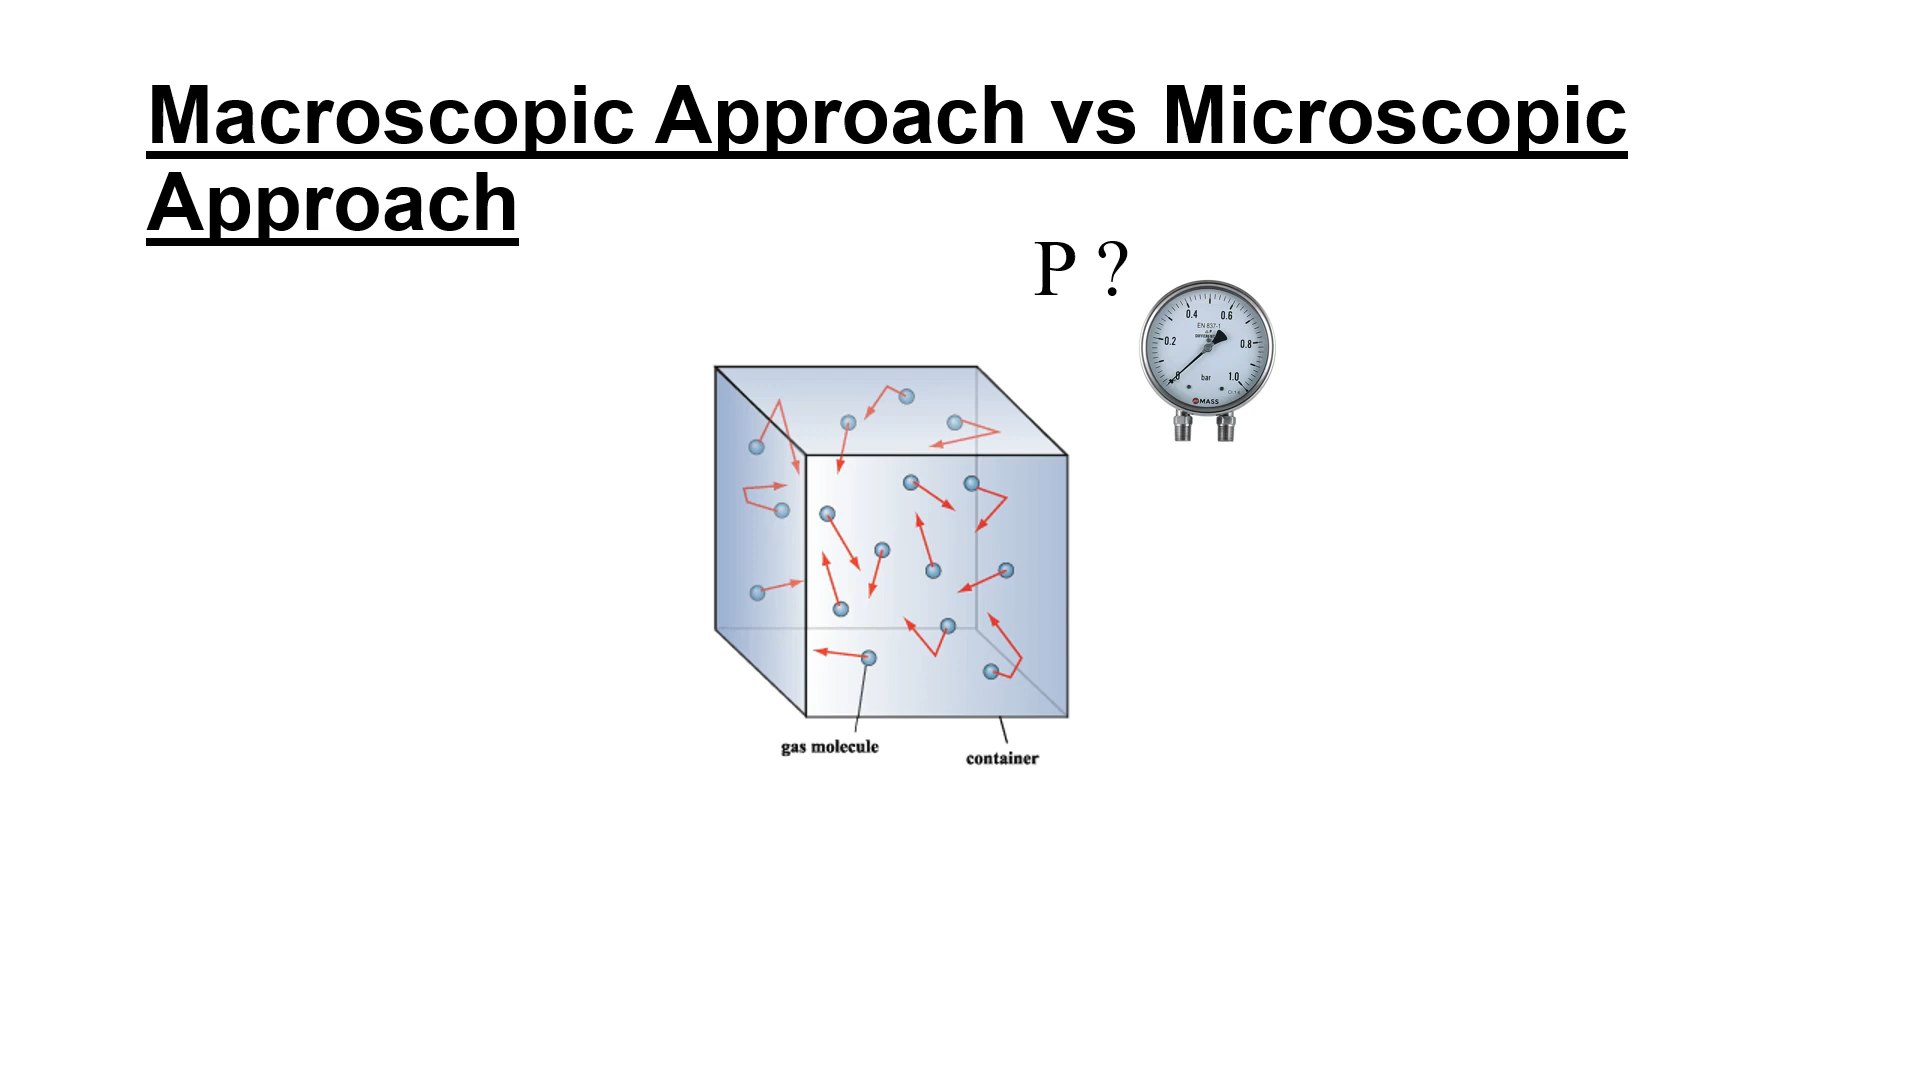 Macroscopic Approach vs Microscopic
Approach
P ?
0.4 0.6
EN 837-1
0.2
0.8
0
bar
1.0
MASS
gas molecule
container